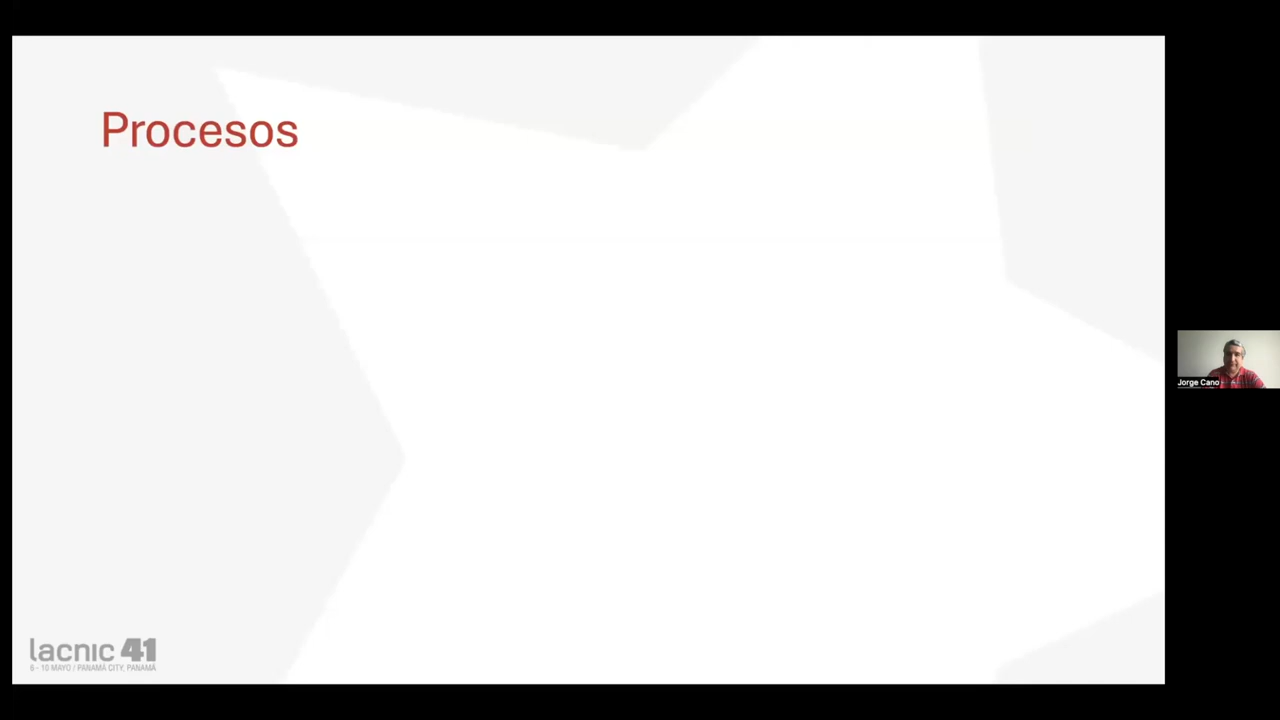 Procesos
Jorge Cano
lacnic 41
6 - 10 MAYO / PANAMÁ CITY, PANAMÁ